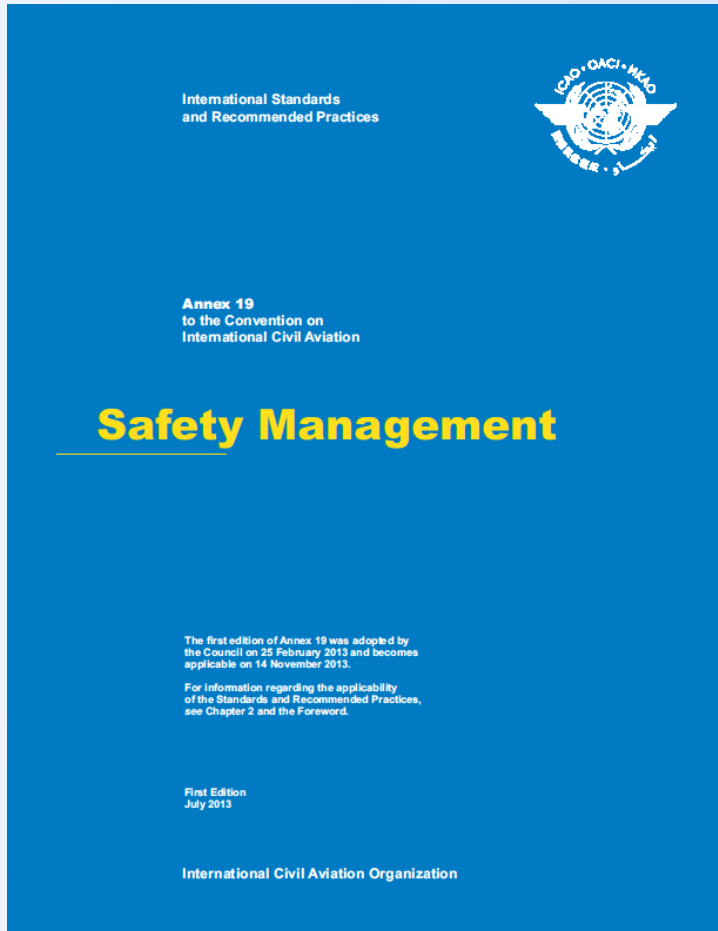 International Standards
and Recommended Practices
ICAO • OACI • ИКАО
Annex 19
to the Convention on
International Civil Aviation
Safety Management
The first edition of Annex 19 was adopted by
the Council on 25 February 2013 and becomes
applicable on 14 November 2013.
For information regarding the applicability
of the Standards and Recommended Practices,
see Chapter 2 and the Foreword.
First Edition
July 2013
International Civil Aviation Organization